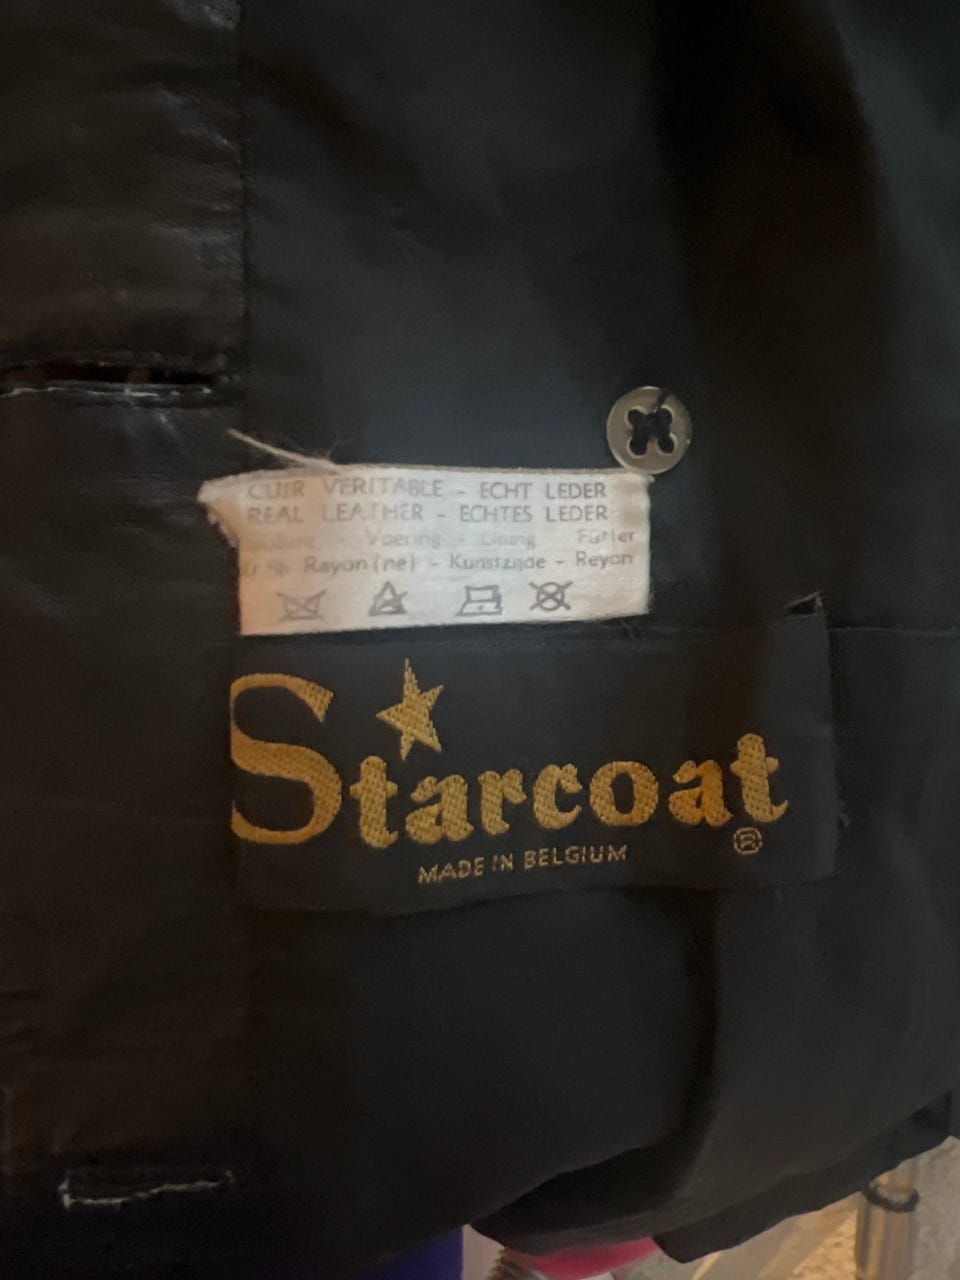 CUIR VERITABLE - ECHT LEDER
REAL LEATHER - ECHTES LEDER
Voering - Lining Futter
% Rayon(ne) - Kunstzijde - Reyon
Starcoat
®
MADE IN BELGIUM